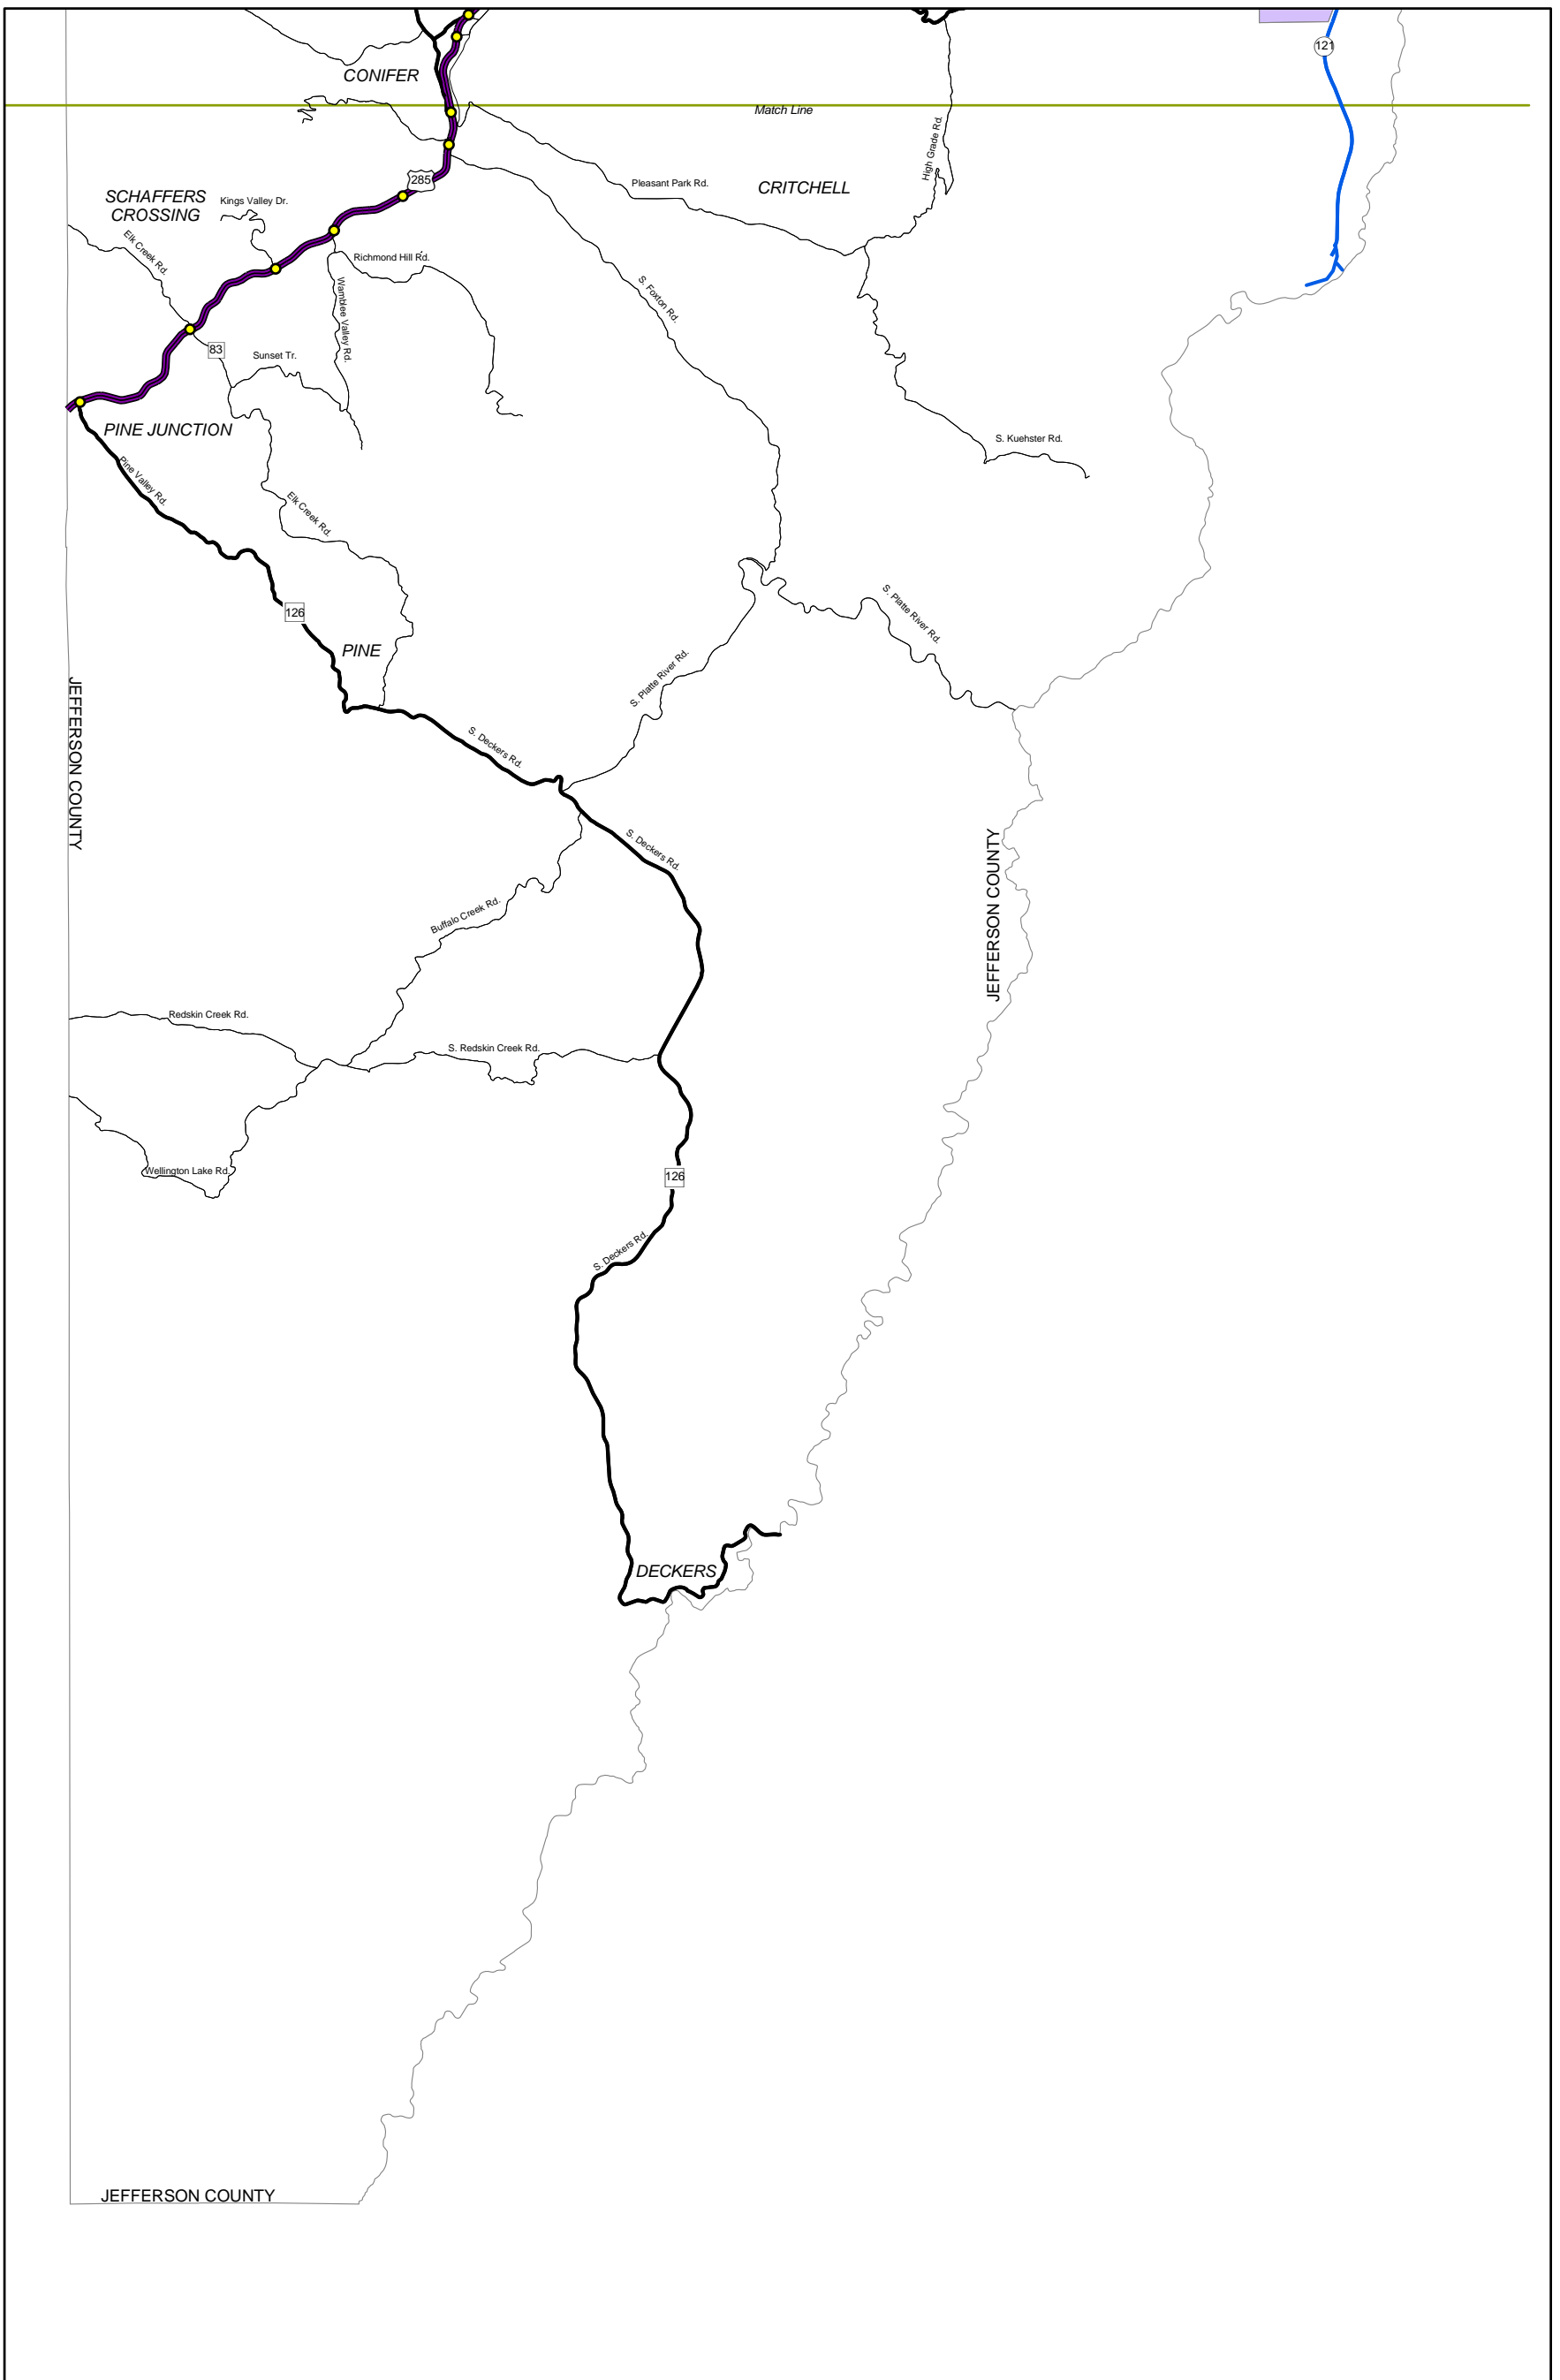 121
CONIFER
Match Line
High Grade Rd.
285
Pleasant Park Rd.
CRITCHELL
SCHAFFERS
CROSSING
Kings Valley Dr.
Elk Creek Rd.
Richmond Hill Rd.
Wamblee Valley Rd.
S. Foxton Rd.
83
Sunset Tr.
PINE JUNCTION
S. Kuehster Rd.
Pine Valley Rd.
Elk Creek Rd.
126
S. Platte River Rd.
PINE
S. Platte River Rd.
JEFFERSON COUNTY
S. Deckers Rd.
S. Deckers Rd.
JEFFERSON COUNTY
Buffalo Creek Rd.
Redskin Creek Rd.
S. Redskin Creek Rd.
Wellington Lake Rd.
126
S. Deckers Rd.
DECKERS
JEFFERSON COUNTY